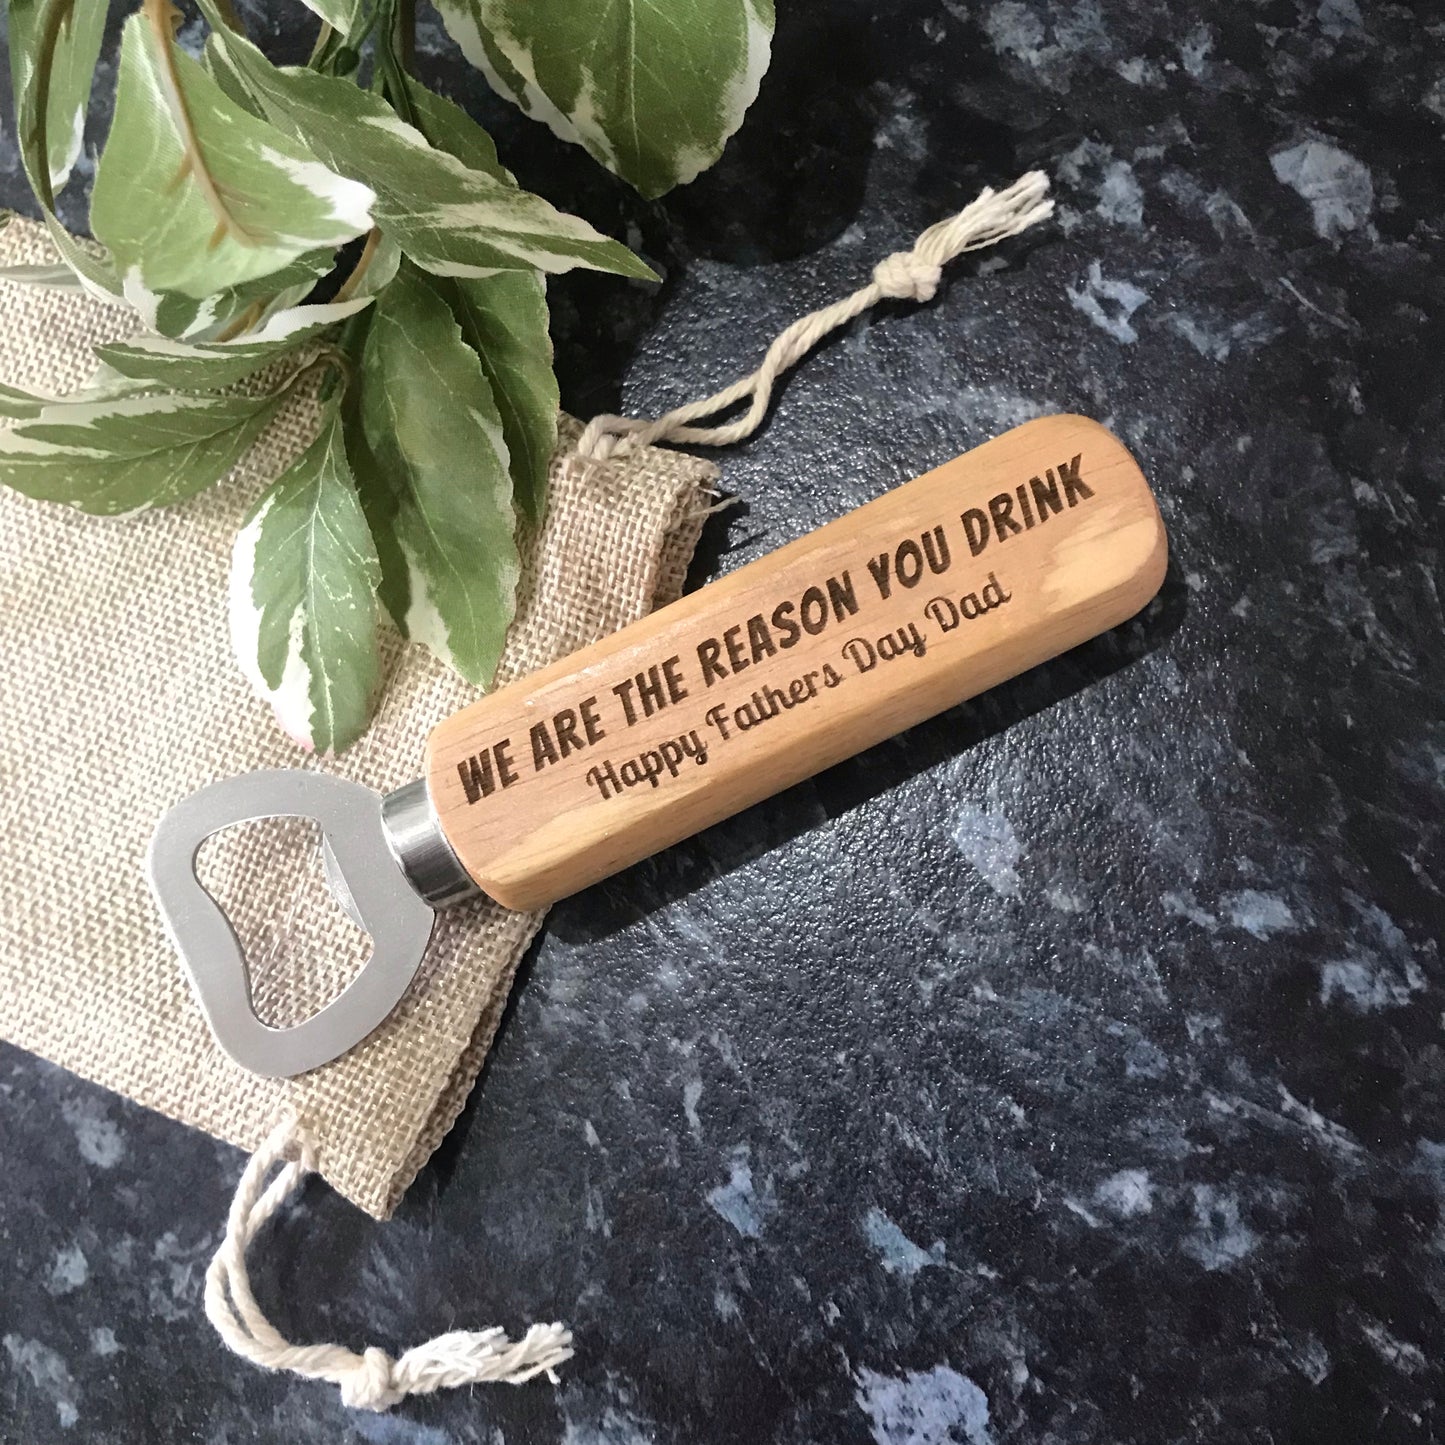 WE ARE THE REASON YOU DRINK
Happy Fathers Day Dad